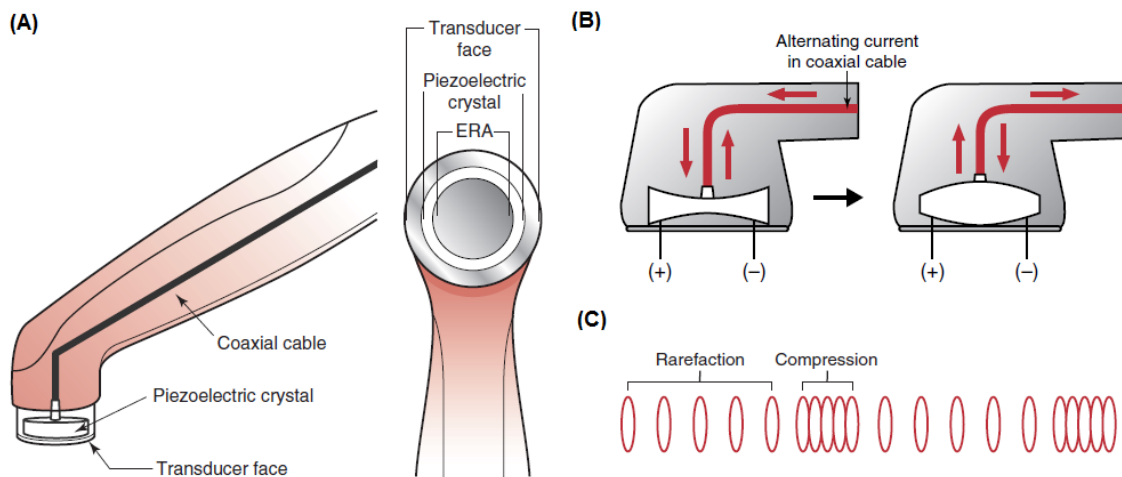 (A)
Transducer
face
Piezoelectric
crystal
ERA
Coaxial cable
Piezoelectric crystal
Transducer face
(B)
Alternating current
in coaxial cable
(+)
(−)
(+)
(−)
(C)
Rarefaction
Compression